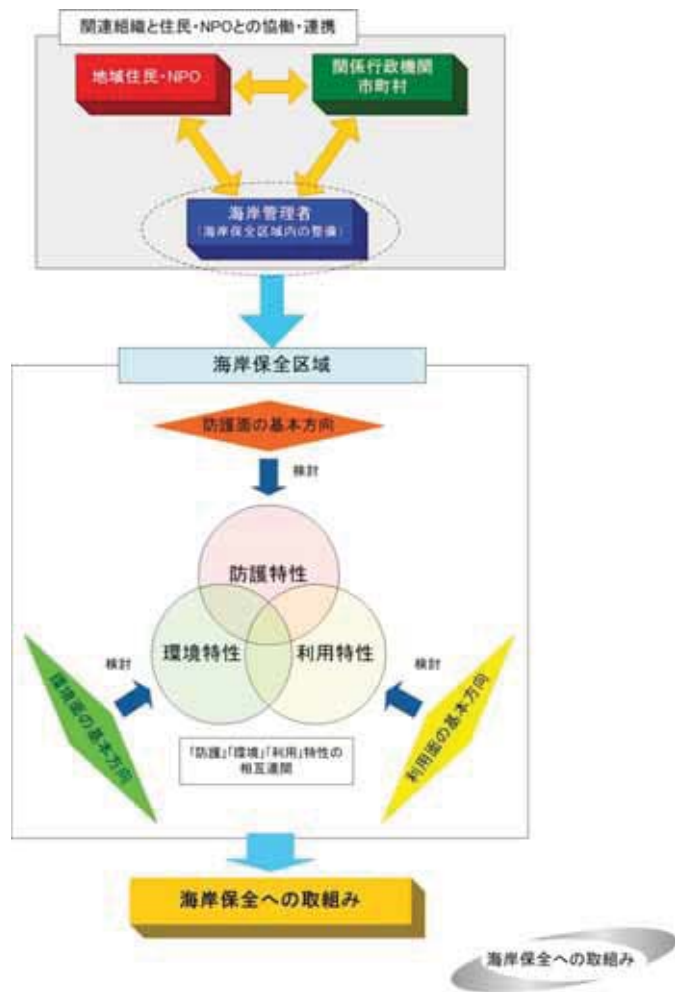 関連組織と住民・NPOとの協働・連携
地域住民・NPO
関係行政機関
市町村
海岸管理者
(海岸保全区域内の整備)
海岸保全区域
防護面の基本方向
検討
防護特性
環境特性
利用特性
検討
検討
環境面の基本方向
利用面の基本方向
「防護」「環境」「利用」特性の
相互連関
海岸保全への取組み
海岸保全への取組み